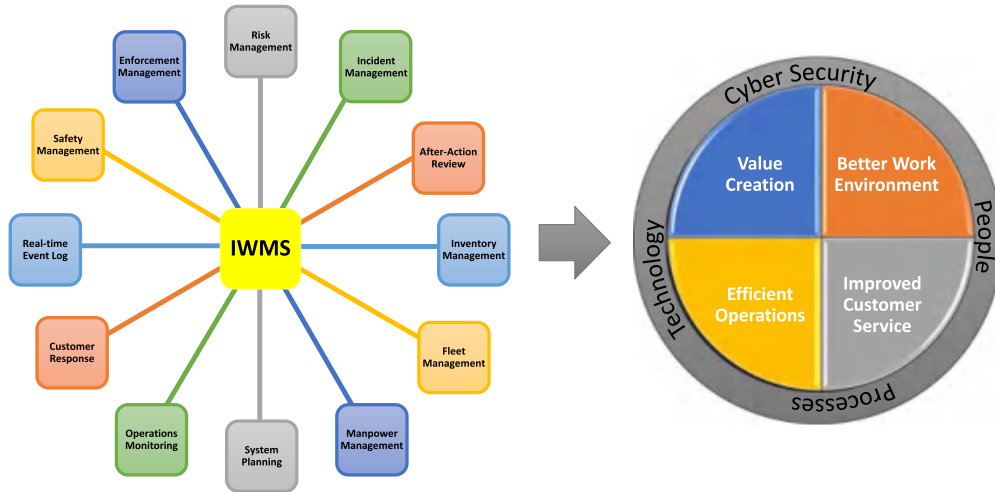 Risk
Management
Incident
Management
After-Action
Review
Inventory
Management
Fleet
Management
Manpower
Management
System
Planning
Operations
Monitoring
Customer
Response
Real-time
Event Log
Safety
Management
Enforcement
Management
IWMS
Cyber Security
People
Processes
Technology
Value
Creation
Better Work
Environment
Efficient
Operations
Improved
Customer
Service